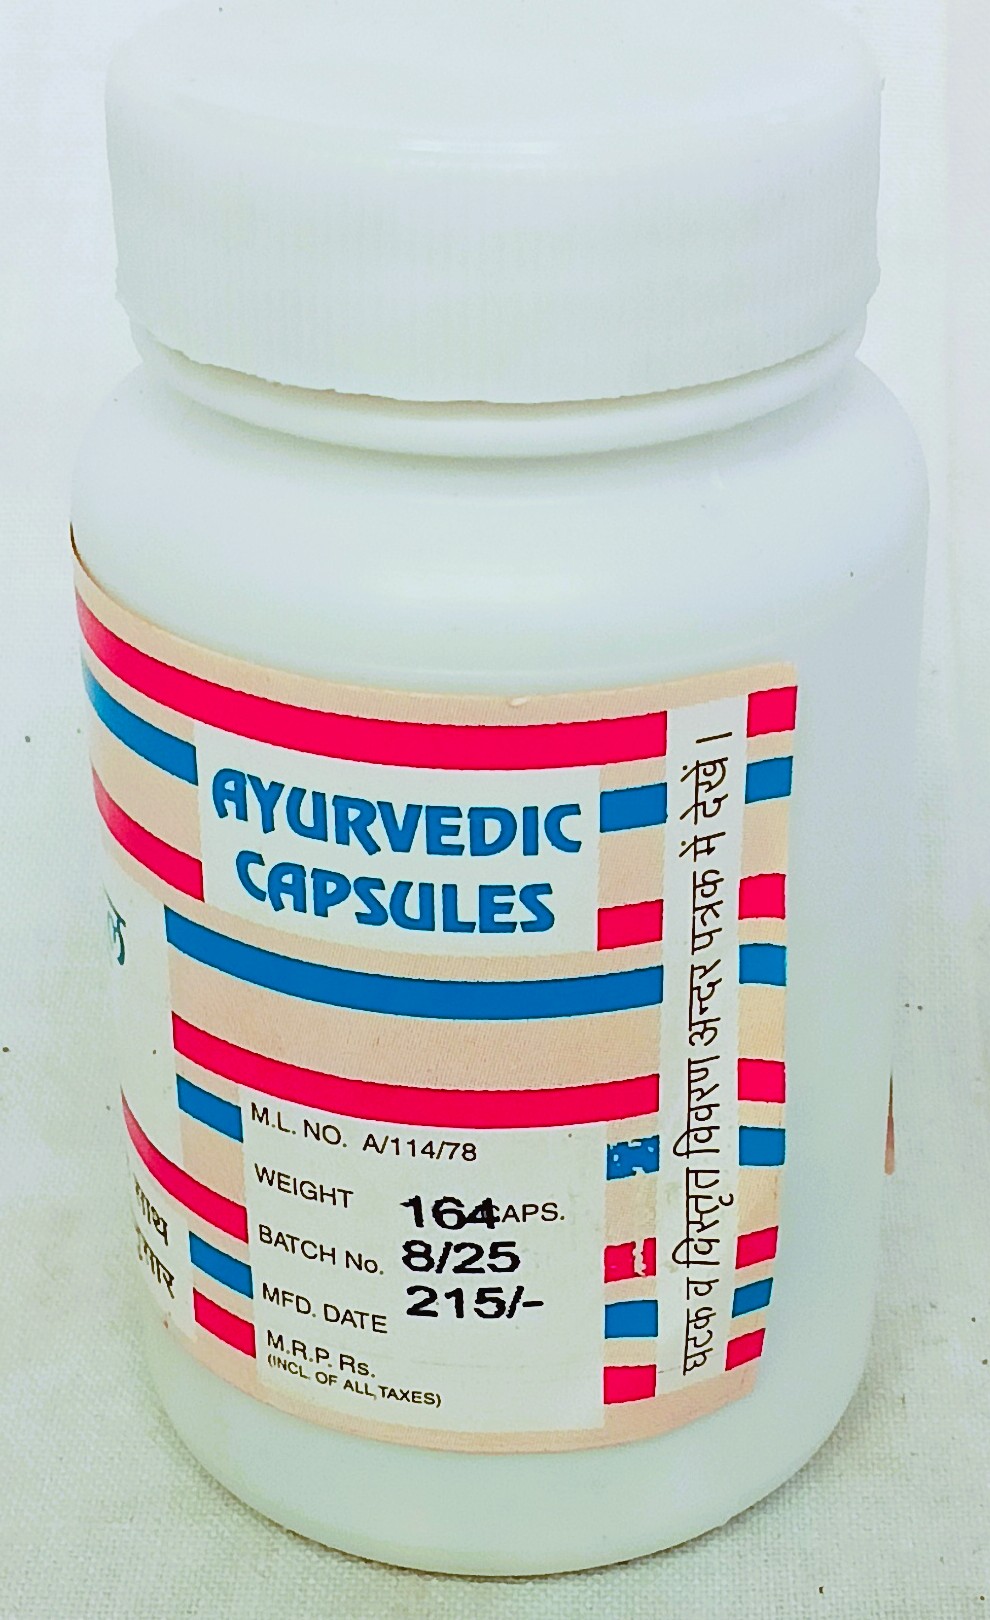 AYURVEDIC
CAPSULES
M.L. NO. A/114/78
WEIGHT CAPS.
164
BATCH No. 8/25
MFD. DATE 215/-
M.R.P. Rs.
(INCL. OF ALL TAXES)
घटक व विस्तृत विवरण अन्दर पत्रक में देखें।